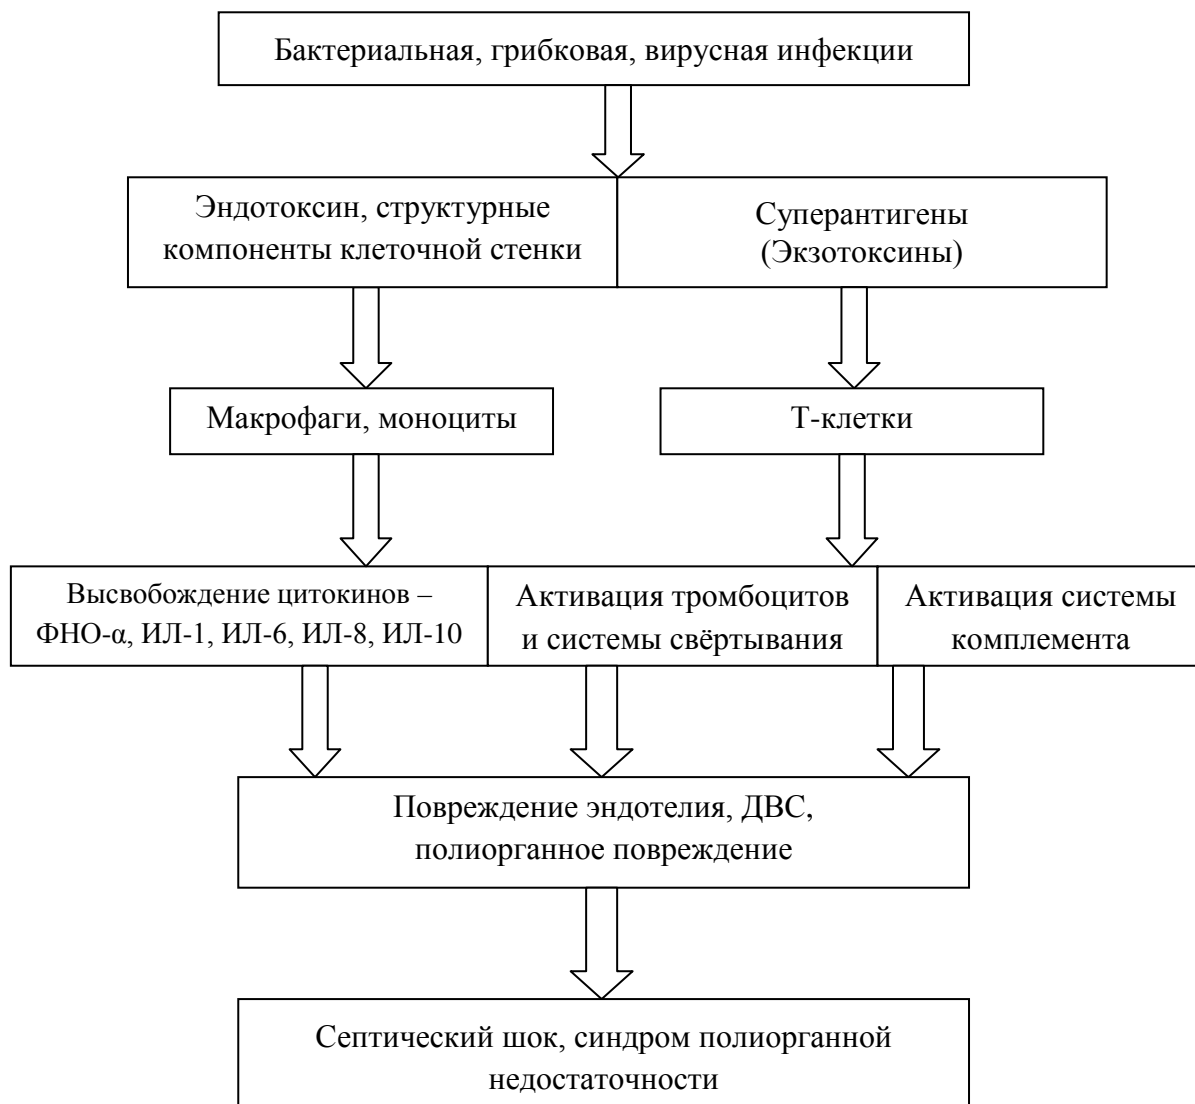 Бактериальная, грибковая, вирусная инфекции
Эндотоксин, структурные
компоненты клеточной стенки
Суперантигены
(Экзотоксины)
Макрофаги, моноциты
Т-клетки
Высвобождение цитокинов –
ФНО-α, ИЛ-1, ИЛ-6, ИЛ-8, ИЛ-10
Активация тромбоцитов
и системы свёртывания
Активация системы
комплемента
Повреждение эндотелия, ДВС,
полиорганное повреждение
Септический шок, синдром полиорганной
недостаточности